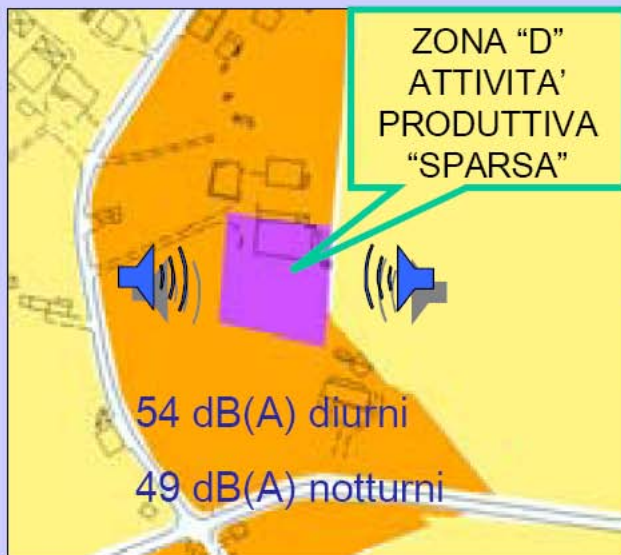 ZONA “D”
ATTIVITA’
PRODUTTIVA
“SPARSA”
54 dB(A) diurni
49 dB(A) notturni